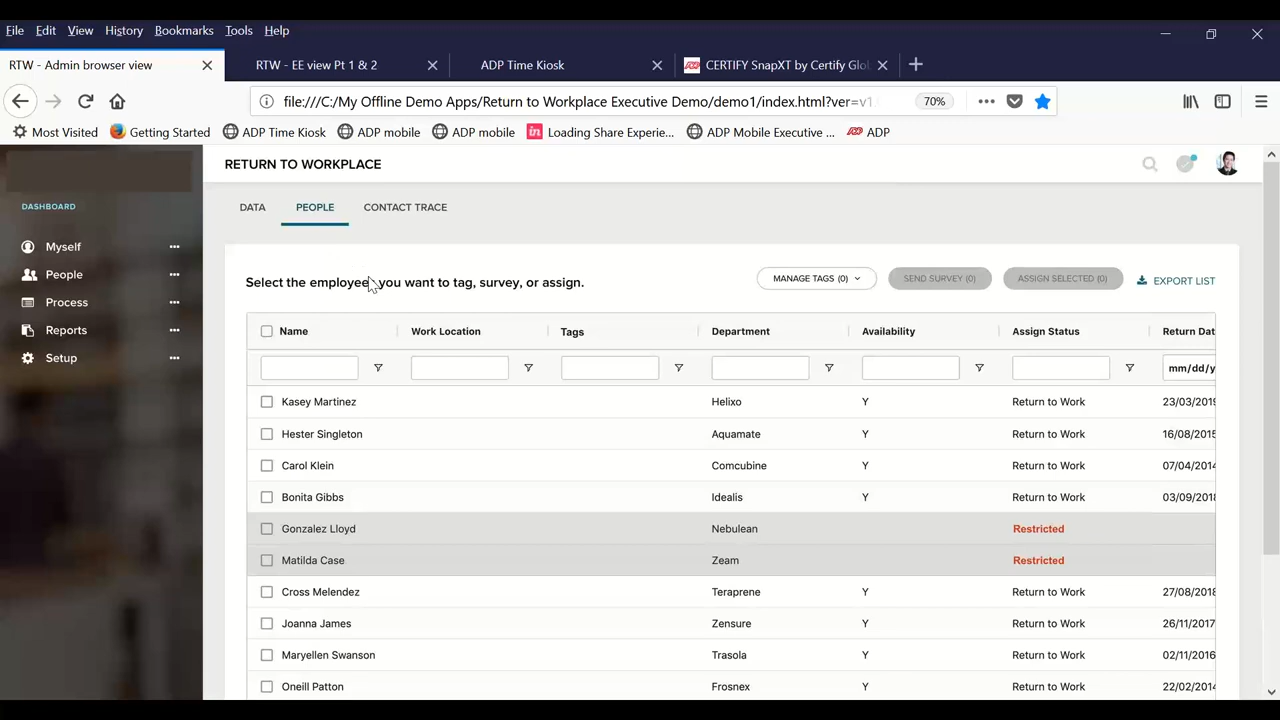 File Edit View History Bookmarks Tools Help
RTW - Admin browser view RTW - EE view Pt 1 & 2 ADP Time Kiosk CERTIFY SnapXT by Certify Glo
file:///C:/My Offline Demo Apps/Return to Workplace Executive Demo/demo1/index.html?ver=v1. 70%
Most Visited Getting Started ADP Time Kiosk ADP mobile ADP mobile Loading Share Experie... ADP Mobile Executive ... ADP
RETURN TO WORKPLACE
DASHBOARD
DATA PEOPLE CONTACT TRACE
Myself
People
Process
Reports
Setup
Select the employees you want to tag, survey, or assign.
MANAGE TAGS (0) SEND SURVEY (0) ASSIGN SELECTED (0) EXPORT LIST
Name Work Location Tags Department Availability Assign Status Return Dat
mm/dd/y
Kasey Martinez Helixo Y Return to Work 23/03/2019
Hester Singleton Aquamate Y Return to Work 16/08/2015
Carol Klein Comcubine Y Return to Work 07/04/2014
Bonita Gibbs Idealis Y Return to Work 03/09/2018
Gonzalez Lloyd Nebulean Restricted
Matilda Case Zeam Restricted
Cross Melendez Teraprene Y Return to Work 27/08/2018
Joanna James Zensure Y Return to Work 26/11/2017
Maryellen Swanson Trasola Y Return to Work 02/11/2016
Oneill Patton Frosnex Y Return to Work 22/02/2014